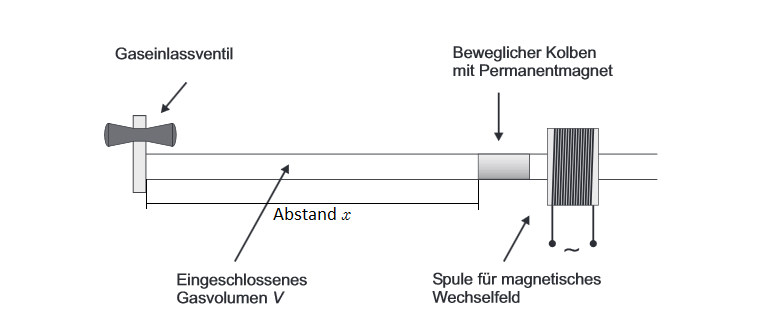 Gaseinlassventil
Beweglicher Kolben
mit Permanentmagnet
Abstand x
Eingeschlossenes
Gasvolumen V
Spule für magnetisches
Wechselfeld
~